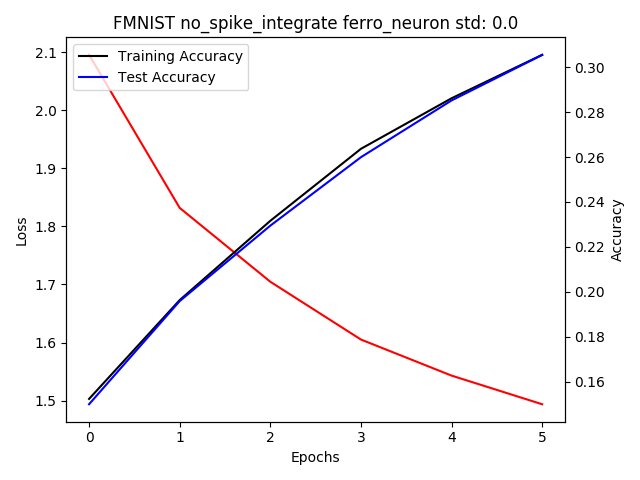 FMNIST no_spike_integrate ferro_neuron std: 0.0
Training Accuracy
Test Accuracy
2.1
2.0
1.9
1.8
1.7
1.6
1.5
Loss
0.30
0.28
0.26
0.24
0.22
0.20
0.18
0.16
Accuracy
0 1 2 3 4 5
Epochs